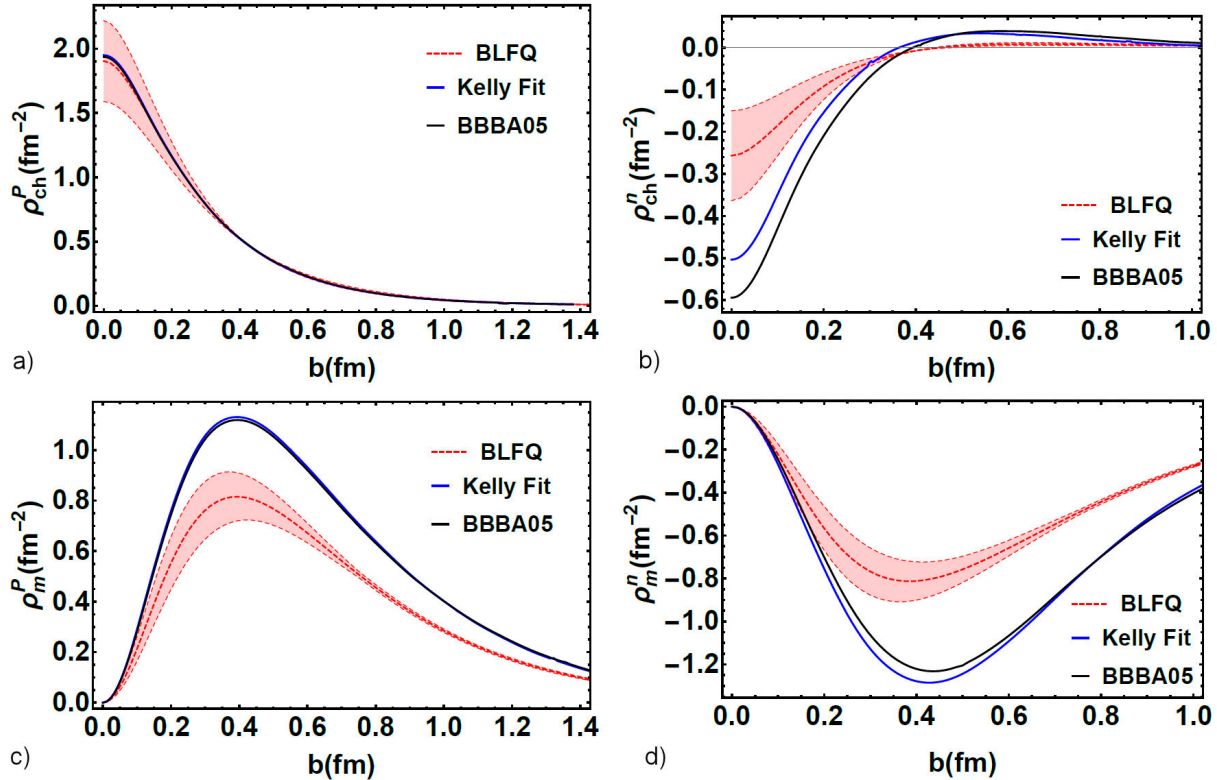 2.0
1.5
1.0
0.5
0.0
ρ^P_ch(fm⁻²)
BLFQ
Kelly Fit
BBBA05
0.0 0.2 0.4 0.6 0.8 1.0 1.2 1.4
a)
b(fm)
0.0
−0.1
−0.2
−0.3
−0.4
−0.5
−0.6
ρ^n_ch(fm⁻²)
BLFQ
Kelly Fit
BBBA05
0.0 0.2 0.4 0.6 0.8 1.0
b)
b(fm)
1.0
0.8
0.6
0.4
0.2
0.0
ρ^P_m(fm⁻²)
BLFQ
Kelly Fit
BBBA05
0.0 0.2 0.4 0.6 0.8 1.0 1.2 1.4
c)
b(fm)
0.0
−0.2
−0.4
−0.6
−0.8
−1.0
−1.2
ρ^n_m(fm⁻²)
BLFQ
Kelly Fit
BBBA05
0.0 0.2 0.4 0.6 0.8 1.0
d)
b(fm)